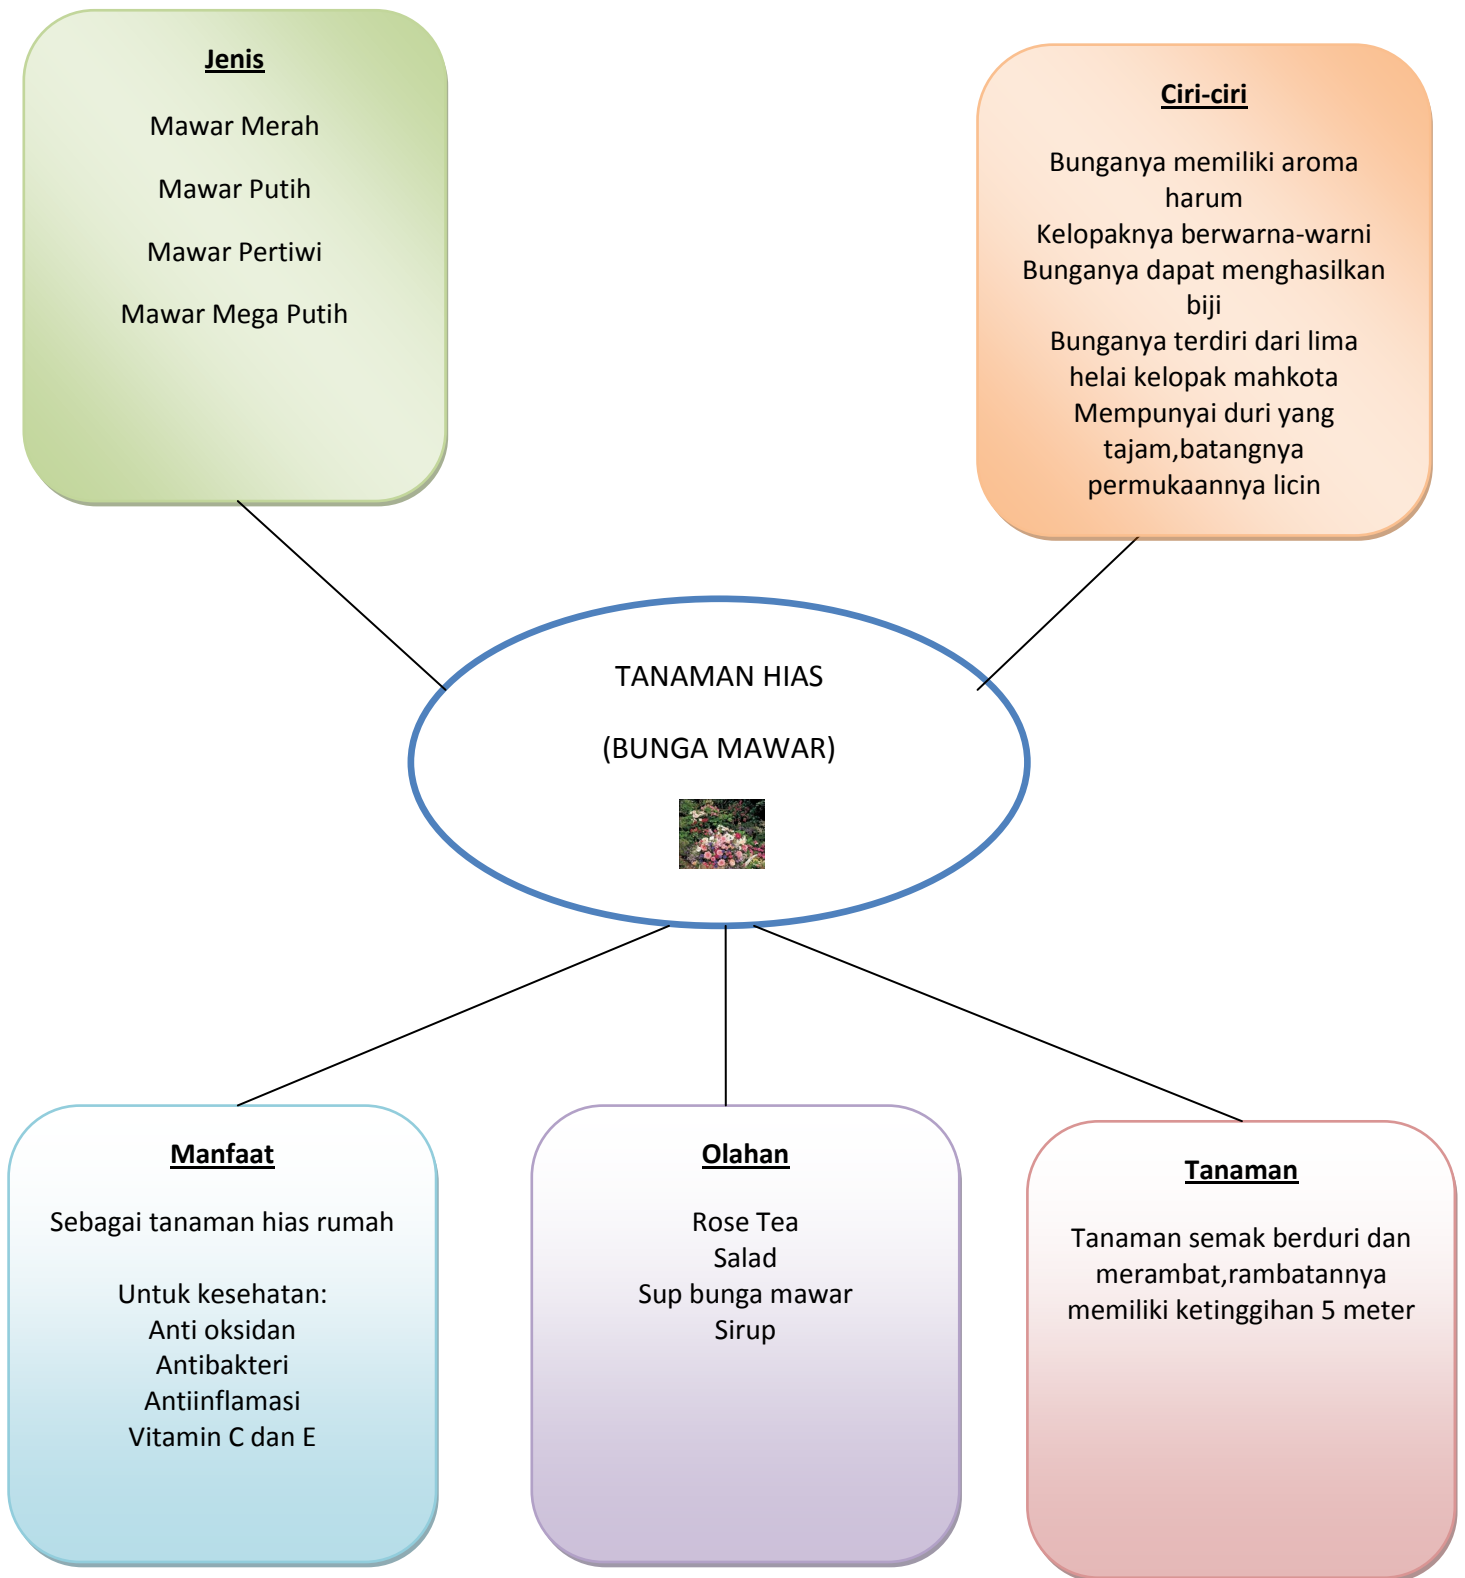 Jenis
Mawar Merah
Mawar Putih
Mawar Pertiwi
Mawar Mega Putih
Ciri-ciri
Bunganya memiliki aroma
harum
Kelopaknya berwarna-warni
Bunganya dapat menghasilkan
biji
Bunganya terdiri dari lima
helai kelopak mahkota
Mempunyai duri yang
tajam,batangnya
permukaannya licin
TANAMAN HIAS
(BUNGA MAWAR)
Manfaat
Sebagai tanaman hias rumah
Untuk kesehatan:
Anti oksidan
Antibakteri
Antiinflamasi
Vitamin C dan E
Olahan
Rose Tea
Salad
Sup bunga mawar
Sirup
Tanaman
Tanaman semak berduri dan
merambat,rambatannya
memiliki ketinggihan 5 meter